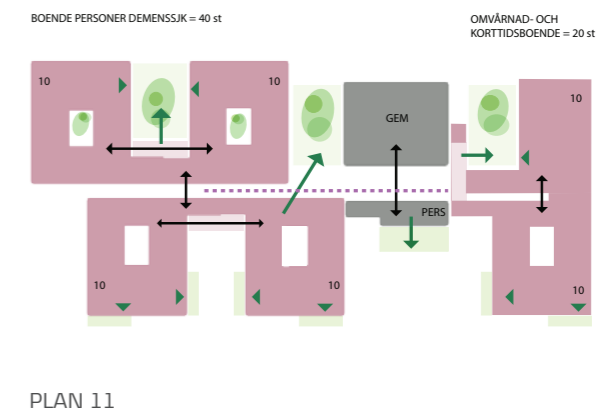 BOENDE PERSONER DEMENSSJK = 40 st
OMVÅRNAD- OCH
KORTTIDSBOENDE = 20 st
10
10
10
GEM
PERS
10
10
10
PLAN 11